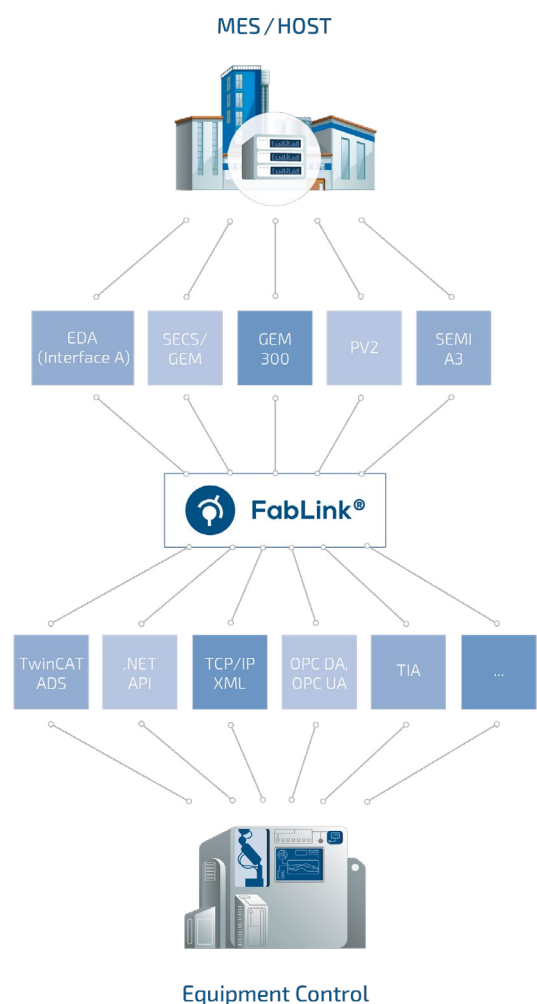 MES / HOST
EDA
(Interface A)
SECS/
GEM
GEM
300
PV2
SEMI
A3
FabLink®
TwinCAT
ADS
.NET
API
TCP/IP
XML
OPC DA,
OPC UA
TIA
...
Equipment Control